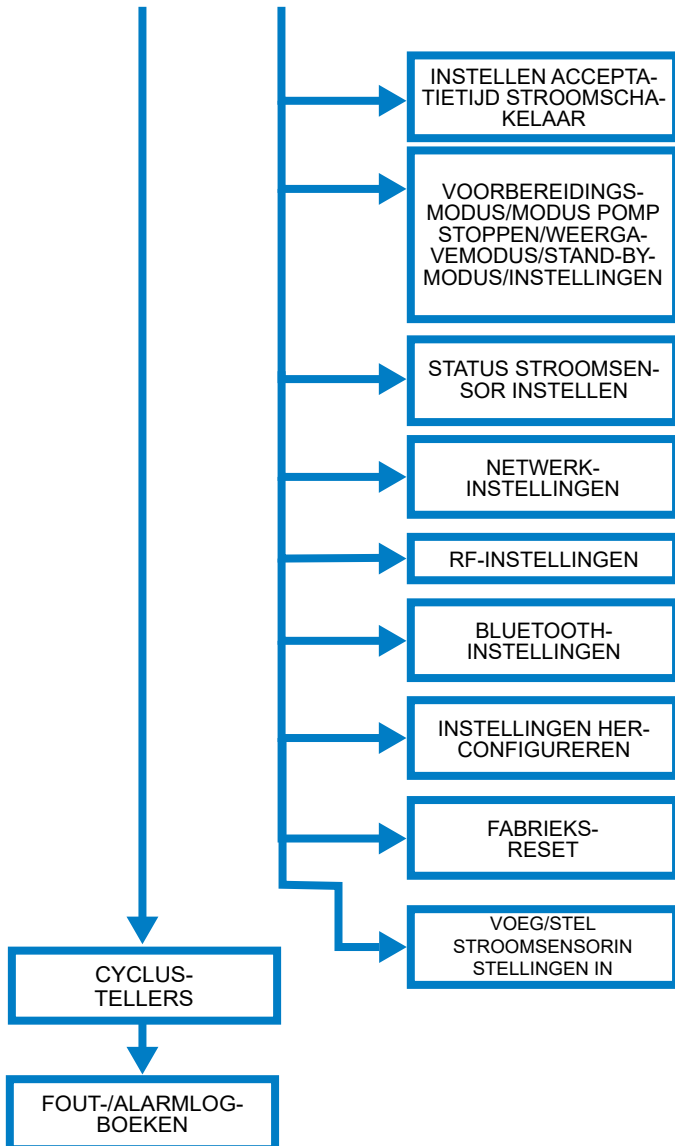 INSTELLEN ACCEPTA-
TIETIJD STROOMSCHA-
KELAAR
VOORBEREIDINGS-
MODUS/MODUS POMP
STOPPEN/WEERGA-
VEMODUS/STAND-BY-
MODUS/INSTELLINGEN
STATUS STROOMSEN-
SOR INSTELLEN
NETWERK-
INSTELLINGEN
RF-INSTELLINGEN
BLUETOOTH-
INSTELLINGEN
INSTELLINGEN HER-
CONFIGUREREN
FABRIEKS-
RESET
VOEG/STEL
STROOMSENSORIN
STELLINGEN IN
CYCLUS-
TELLERS
FOUT-/ALARMLOG-
BOEKEN